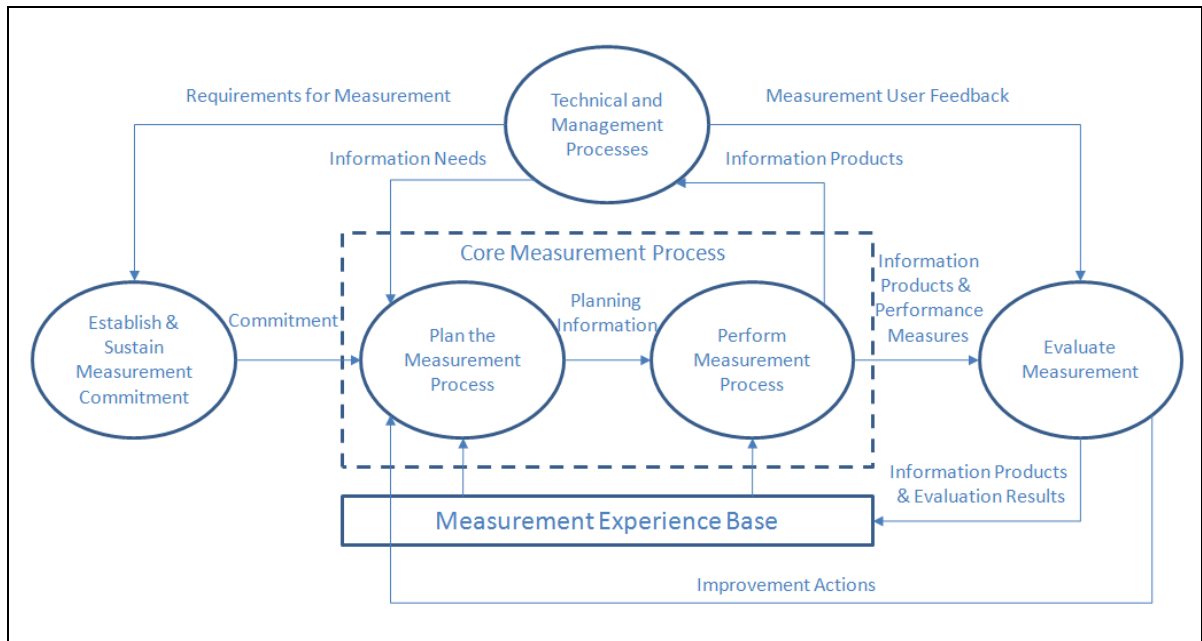 Requirements for Measurement
Technical and
Management
Processes
Measurement User Feedback
Information Needs
Information Products
Core Measurement Process
Establish &
Sustain
Measurement
Commitment
Commitment
Plan the
Measurement
Process
Planning
Information
Perform
Measurement
Process
Information
Products &
Performance
Measures
Evaluate
Measurement
Information Products
& Evaluation Results
Measurement Experience Base
Improvement Actions